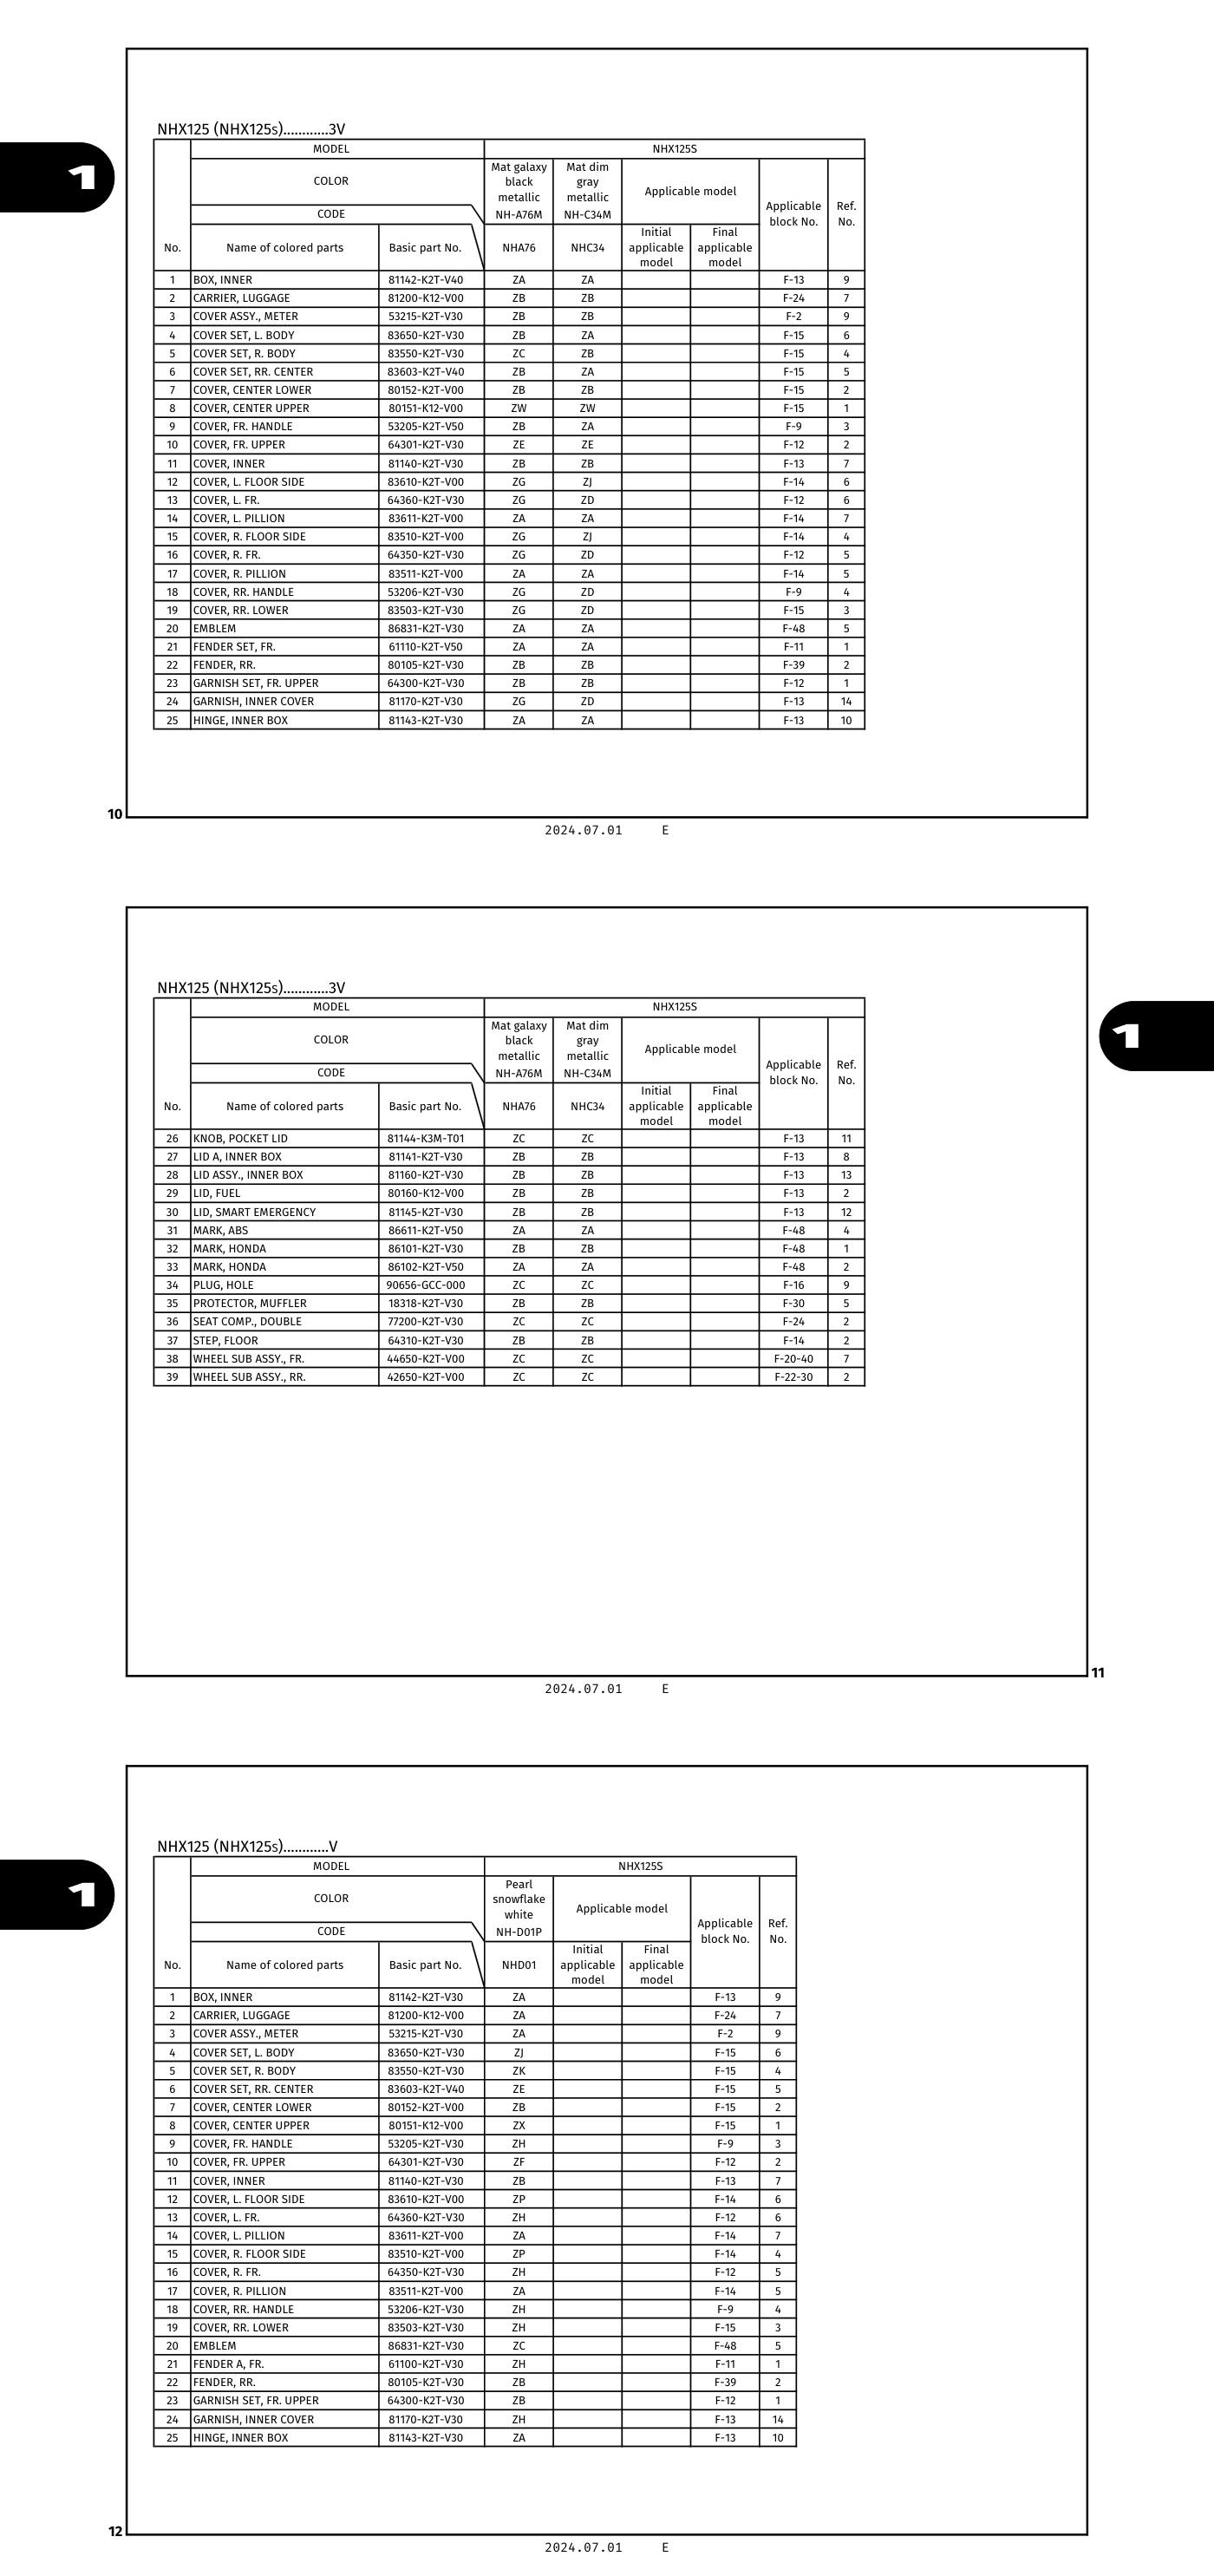 NHX125 (NHX125s)............3V
MODEL NHX125S
COLOR Mat galaxy black metallic Mat dim gray metallic Applicable model Applicable block No. Ref. No.
CODE NH-A76M NH-C34M
No. Name of colored parts Basic part No. NHA76 NHC34 Initial applicable model Final applicable model
1 BOX, INNER 81142-K2T-V40 ZA ZA F-13 9
2 CARRIER, LUGGAGE 81200-K12-V00 ZB ZB F-24 7
3 COVER ASSY., METER 53215-K2T-V30 ZB ZB F-2 9
4 COVER SET, L. BODY 83650-K2T-V30 ZB ZA F-15 6
5 COVER SET, R. BODY 83550-K2T-V30 ZC ZB F-15 4
6 COVER SET, RR. CENTER 83603-K2T-V40 ZB ZA F-15 5
7 COVER, CENTER LOWER 80152-K2T-V00 ZB ZB F-15 2
8 COVER, CENTER UPPER 80151-K12-V00 ZW ZW F-15 1
9 COVER, FR. HANDLE 53205-K2T-V50 ZB ZA F-9 3
10 COVER, FR. UPPER 64301-K2T-V30 ZE ZE F-12 2
11 COVER, INNER 81140-K2T-V30 ZB ZB F-13 7
12 COVER, L. FLOOR SIDE 83610-K2T-V00 ZG ZJ F-14 6
13 COVER, L. FR. 64360-K2T-V30 ZG ZD F-12 6
14 COVER, L. PILLION 83611-K2T-V00 ZA ZA F-14 7
15 COVER, R. FLOOR SIDE 83510-K2T-V00 ZG ZJ F-14 4
16 COVER, R. FR. 64350-K2T-V30 ZG ZD F-12 5
17 COVER, R. PILLION 83511-K2T-V00 ZA ZA F-14 5
18 COVER, RR. HANDLE 53206-K2T-V30 ZG ZD F-9 4
19 COVER, RR. LOWER 83503-K2T-V30 ZG ZD F-15 3
20 EMBLEM 86831-K2T-V30 ZA ZA F-48 5
21 FENDER SET, FR. 61110-K2T-V50 ZA ZA F-11 1
22 FENDER, RR. 80105-K2T-V30 ZB ZB F-39 2
23 GARNISH SET, FR. UPPER 64300-K2T-V30 ZB ZB F-12 1
24 GARNISH, INNER COVER 81170-K2T-V30 ZG ZD F-13 14
25 HINGE, INNER BOX 81143-K2T-V30 ZA ZA F-13 10
1
10
2024.07.01 E
NHX125 (NHX125s)............3V
MODEL NHX125S
COLOR Mat galaxy black metallic Mat dim gray metallic Applicable model Applicable block No. Ref. No.
CODE NH-A76M NH-C34M
No. Name of colored parts Basic part No. NHA76 NHC34 Initial applicable model Final applicable model
26 KNOB, POCKET LID 81144-K3M-T01 ZC ZC F-13 11
27 LID A, INNER BOX 81141-K2T-V30 ZB ZB F-13 8
28 LID ASSY., INNER BOX 81160-K2T-V30 ZB ZB F-13 13
29 LID, FUEL 80160-K12-V00 ZB ZB F-13 2
30 LID, SMART EMERGENCY 81145-K2T-V30 ZB ZB F-13 12
31 MARK, ABS 86611-K2T-V50 ZA ZA F-48 4
32 MARK, HONDA 86101-K2T-V30 ZB ZB F-48 1
33 MARK, HONDA 86102-K2T-V50 ZA ZA F-48 2
34 PLUG, HOLE 90656-GCC-000 ZC ZC F-16 9
35 PROTECTOR, MUFFLER 18318-K2T-V30 ZB ZB F-30 5
36 SEAT COMP., DOUBLE 77200-K2T-V30 ZC ZC F-24 2
37 STEP, FLOOR 64310-K2T-V30 ZB ZB F-14 2
38 WHEEL SUB ASSY., FR. 44650-K2T-V00 ZC ZC F-20-40 7
39 WHEEL SUB ASSY., RR. 42650-K2T-V00 ZC ZC F-22-30 2
1
11
2024.07.01 E
NHX125 (NHX125s)............V
MODEL NHX125S
COLOR Pearl snowflake white Applicable model Applicable block No. Ref. No.
CODE NH-D01P
No. Name of colored parts Basic part No. NHD01 Initial applicable model Final applicable model
1 BOX, INNER 81142-K2T-V30 ZA F-13 9
2 CARRIER, LUGGAGE 81200-K12-V00 ZA F-24 7
3 COVER ASSY., METER 53215-K2T-V30 ZA F-2 9
4 COVER SET, L. BODY 83650-K2T-V30 ZJ F-15 6
5 COVER SET, R. BODY 83550-K2T-V30 ZK F-15 4
6 COVER SET, RR. CENTER 83603-K2T-V40 ZE F-15 5
7 COVER, CENTER LOWER 80152-K2T-V00 ZB F-15 2
8 COVER, CENTER UPPER 80151-K12-V00 ZX F-15 1
9 COVER, FR. HANDLE 53205-K2T-V30 ZH F-9 3
10 COVER, FR. UPPER 64301-K2T-V30 ZF F-12 2
11 COVER, INNER 81140-K2T-V30 ZB F-13 7
12 COVER, L. FLOOR SIDE 83610-K2T-V00 ZP F-14 6
13 COVER, L. FR. 64360-K2T-V30 ZH F-12 6
14 COVER, L. PILLION 83611-K2T-V00 ZA F-14 7
15 COVER, R. FLOOR SIDE 83510-K2T-V00 ZP F-14 4
16 COVER, R. FR. 64350-K2T-V30 ZH F-12 5
17 COVER, R. PILLION 83511-K2T-V00 ZA F-14 5
18 COVER, RR. HANDLE 53206-K2T-V30 ZH F-9 4
19 COVER, RR. LOWER 83503-K2T-V30 ZH F-15 3
20 EMBLEM 86831-K2T-V30 ZC F-48 5
21 FENDER A, FR. 61100-K2T-V30 ZH F-11 1
22 FENDER, RR. 80105-K2T-V30 ZB F-39 2
23 GARNISH SET, FR. UPPER 64300-K2T-V30 ZB F-12 1
24 GARNISH, INNER COVER 81170-K2T-V30 ZH F-13 14
25 HINGE, INNER BOX 81143-K2T-V30 ZA F-13 10
1
12
2024.07.01 E